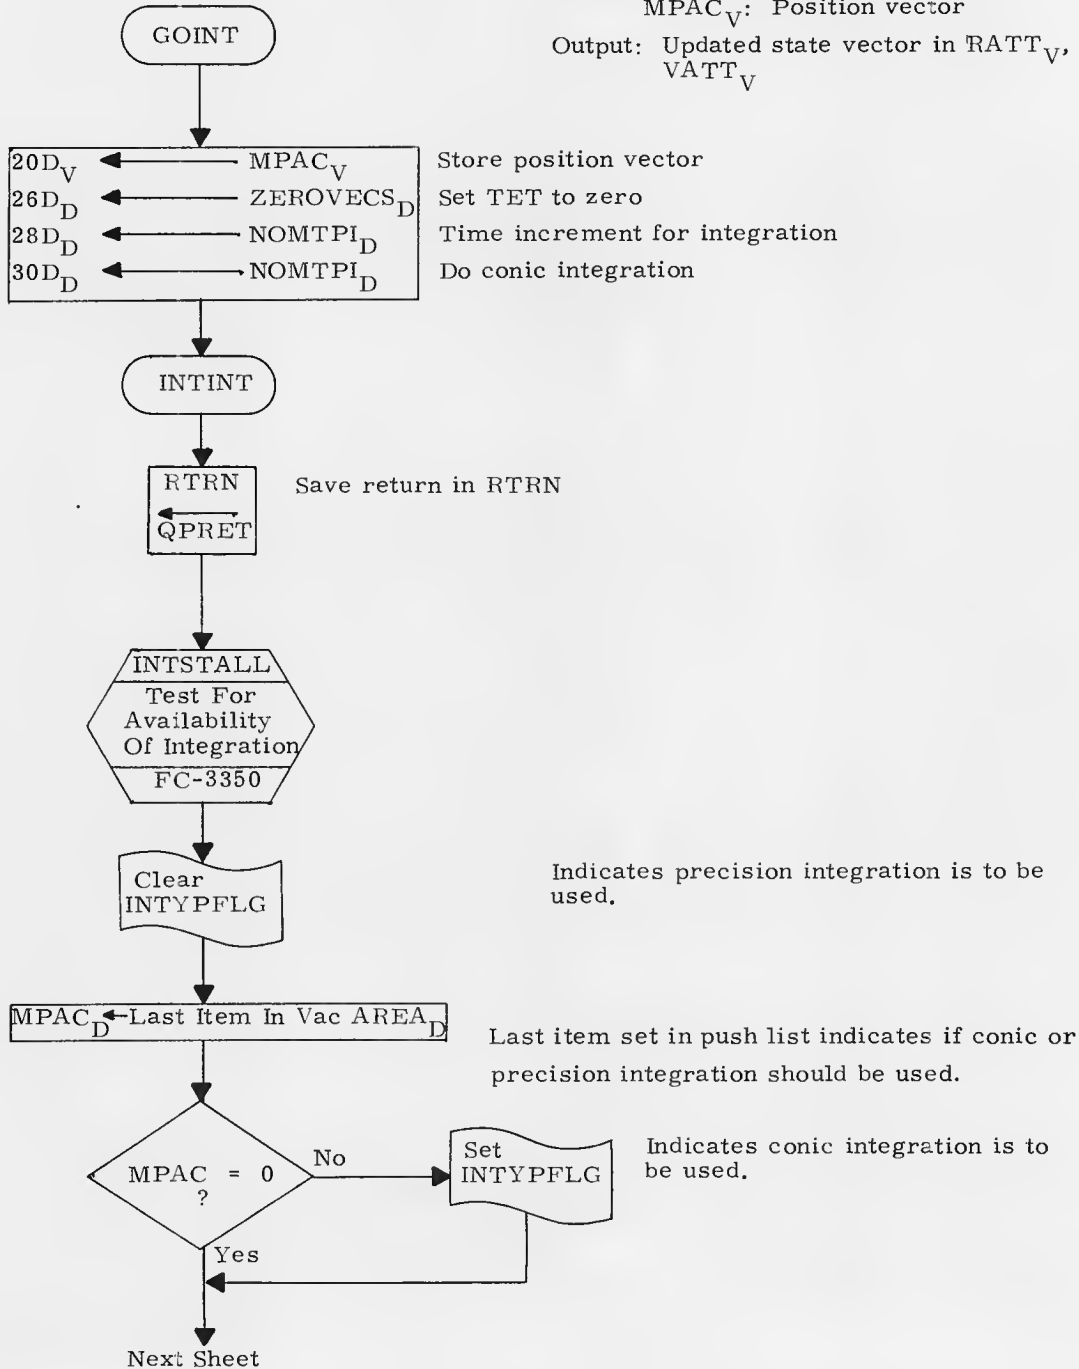 MPAC_V: Position vector
GOINT
Output: Updated state vector in RATT_V,
VATT_V
20D_V MPAC_V Store position vector
26D_D ZEROVECS_D Set TET to zero
28D_D NOMTPI_D Time increment for integration
30D_D NOMTPI_D Do conic integration
INTINT
RTRN
QPRET
Save return in RTRN
INTSTALL
Test For
Availability
Of Integration
FC-3350
Clear
INTYPFLG
Indicates precision integration is to be
used.
MPAC_D←Last Item In Vac AREA_D
Last item set in push list indicates if conic or
precision integration should be used.
MPAC = 0
?
No
Set
INTYPFLG
Indicates conic integration is to
be used.
Yes
Next Sheet